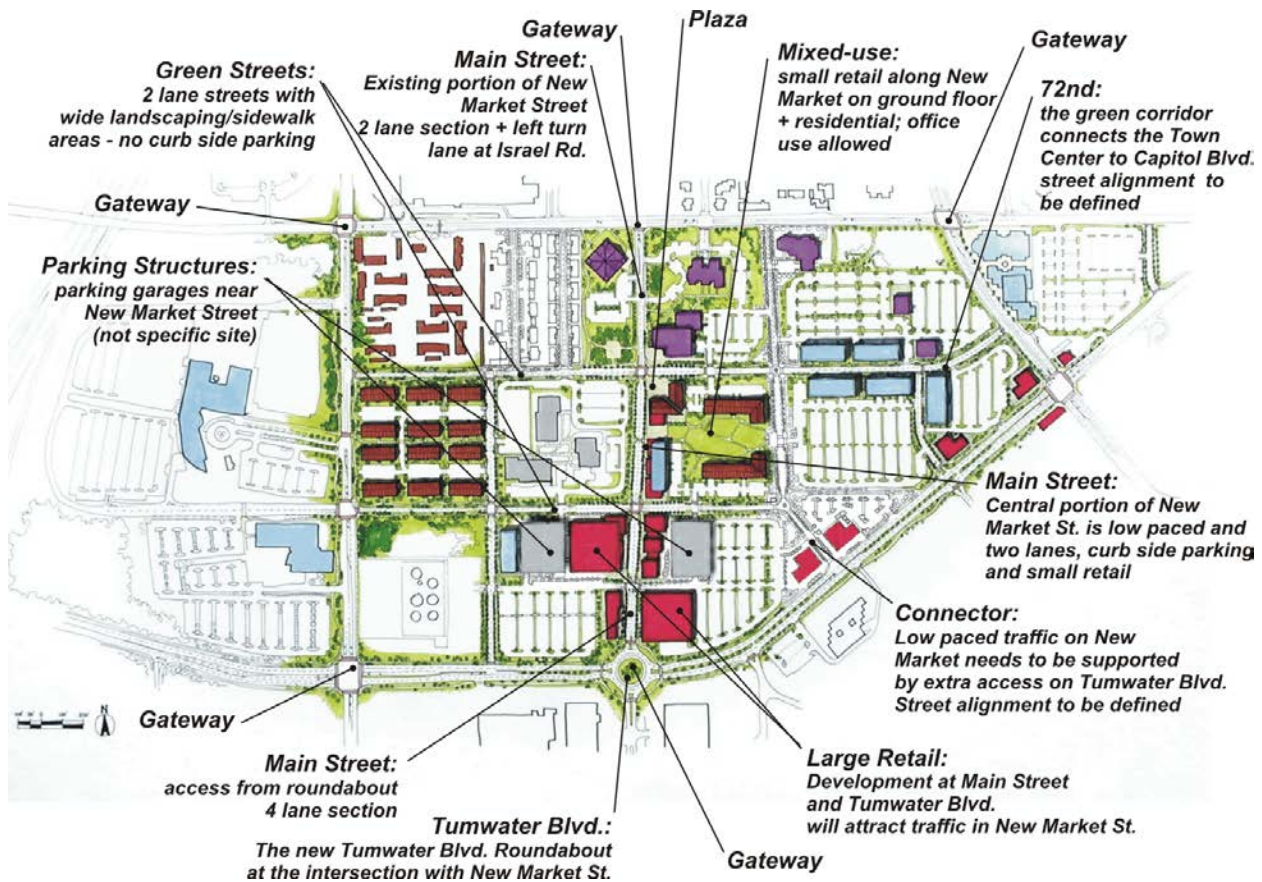 Gateway
Plaza
Gateway
Green Streets:
2 lane streets with
wide landscaping/sidewalk
areas - no curb side parking
Main Street:
Existing portion of New
Market Street
2 lane section + left turn
lane at Israel Rd.
Mixed-use:
small retail along New
Market on ground floor
+ residential; office
use allowed
72nd:
the green corridor
connects the Town
Center to Capitol Blvd.
street alignment to
be defined
Gateway
Parking Structures:
parking garages near
New Market Street
(not specific site)
Main Street:
Central portion of New
Market St. is low paced and
two lanes, curb side parking
and small retail
Connector:
Low paced traffic on New
Market needs to be supported
by extra access on Tumwater Blvd.
Street alignment to be defined
N
Gateway
Main Street:
access from roundabout
4 lane section
Large Retail:
Development at Main Street
and Tumwater Blvd.
will attract traffic in New Market St.
Tumwater Blvd.:
The new Tumwater Blvd. Roundabout
at the intersection with New Market St.
Gateway